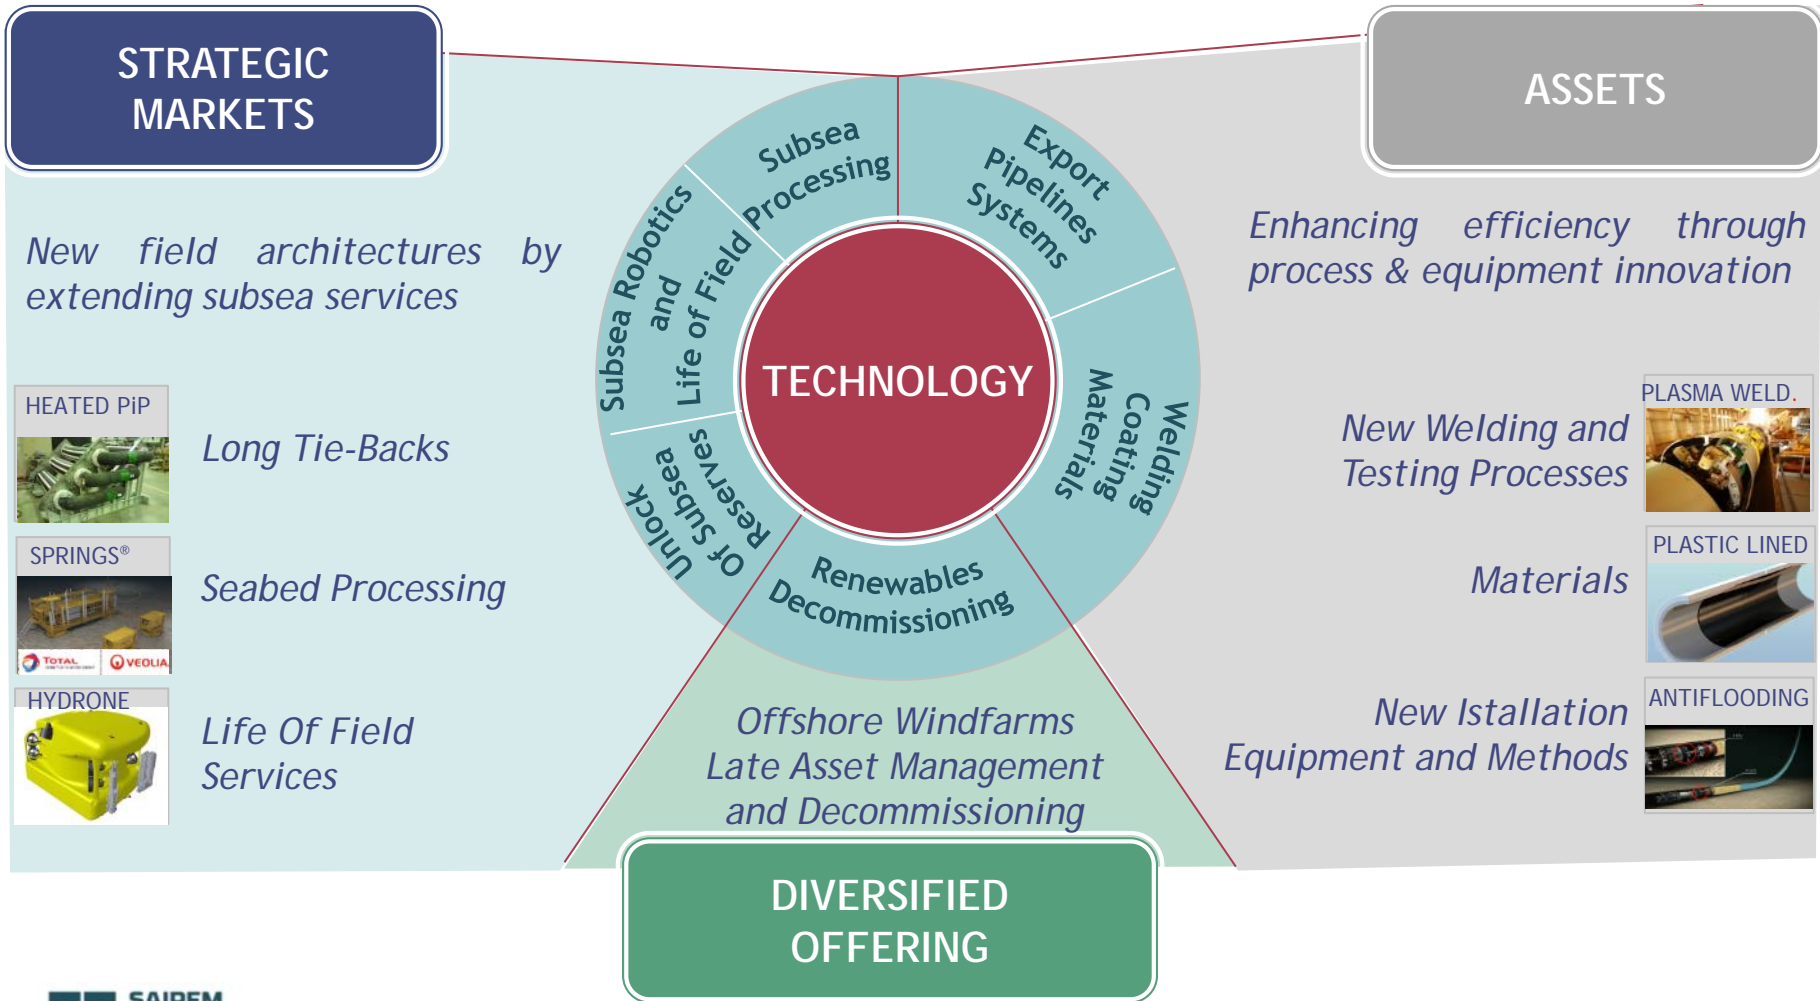 STRATEGIC
MARKETS
New field architectures by
extending subsea services
HEATED PiP
Long Tie-Backs
SPRINGS®
TOTAL
VEOLIA
Seabed Processing
HYDRONE
Life Of Field
Services
Subsea
Processing
Export
Pipelines
Systems
Subsea Robotics
and
Life of Field
TECHNOLOGY
Welding
Coating
Materials
Unlock
Of Subsea
Reserves
Renewables
Decommissioning
Offshore Windfarms
Late Asset Management
and Decommissioning
DIVERSIFIED
OFFERING
ASSETS
Enhancing efficiency through
process & equipment innovation
New Welding and
Testing Processes
PLASMA WELD.
Materials
PLASTIC LINED
New Istallation
Equipment and Methods
ANTIFLOODING
SAIPEM